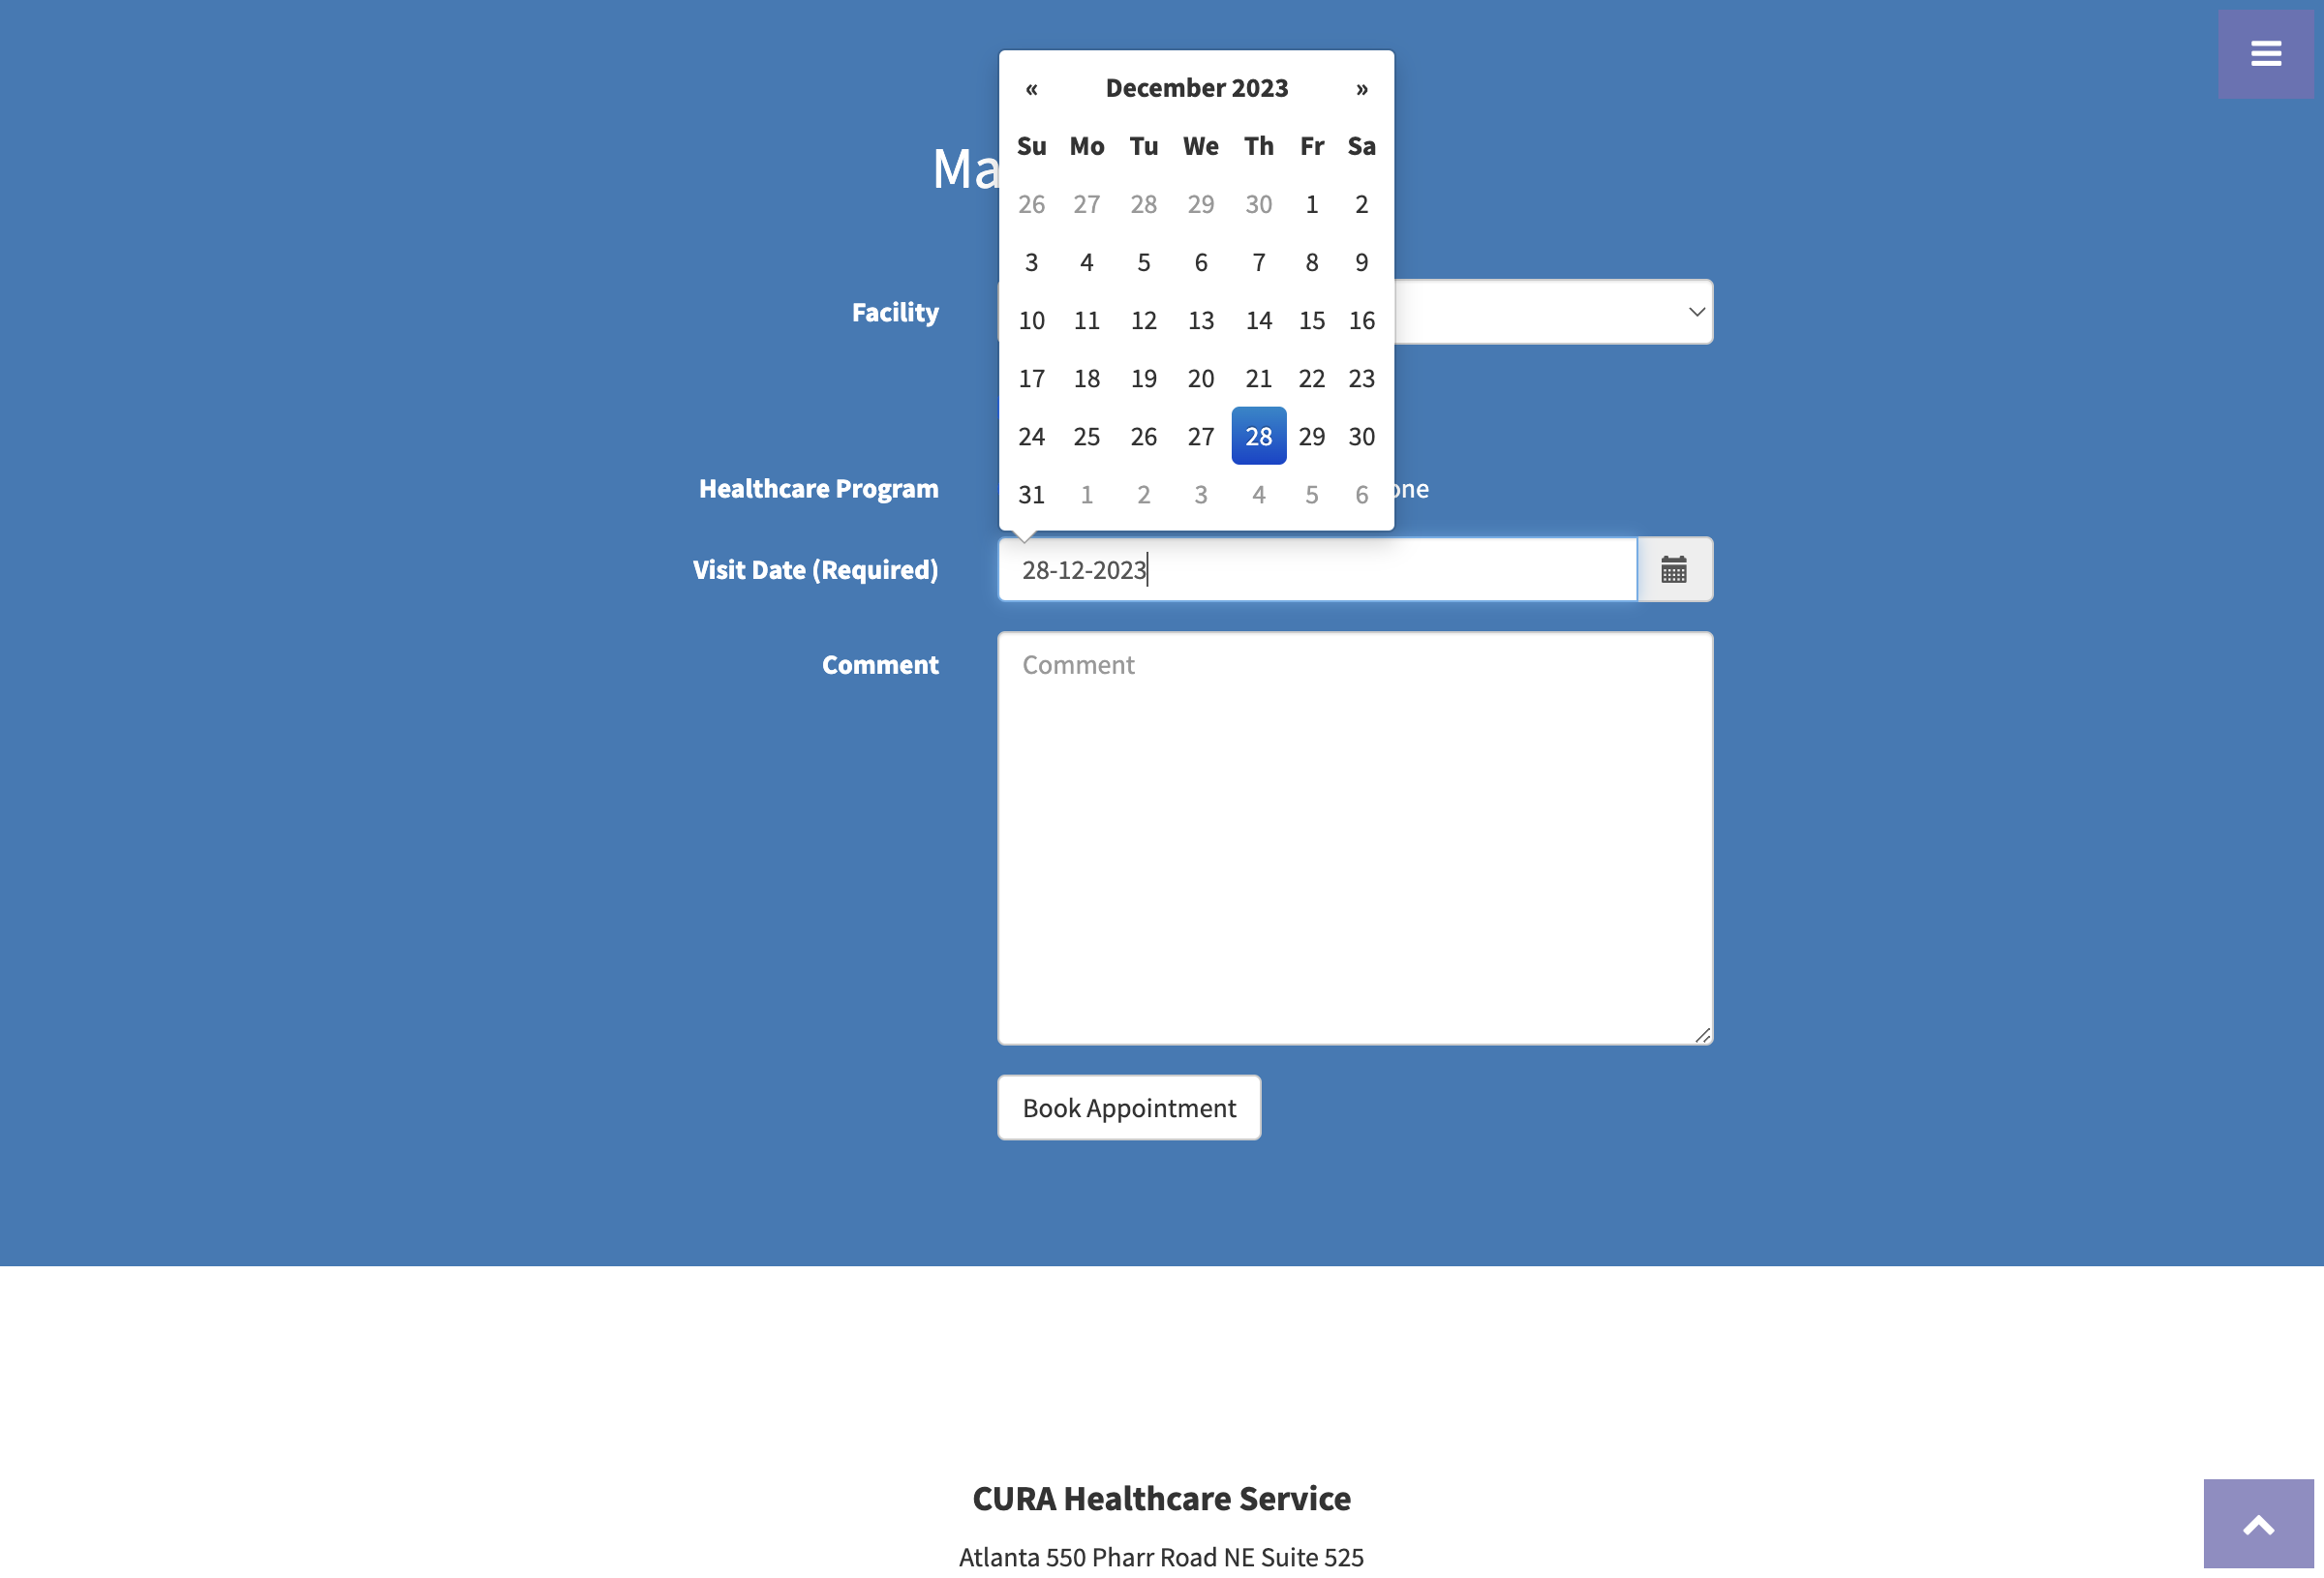 « December 2023 »
Su Mo Tu We Th Fr Sa
26 27 28 29 30 1 2
3 4 5 6 7 8 9
10 11 12 13 14 15 16
17 18 19 20 21 22 23
24 25 26 27 28 29 30
31 1 2 3 4 5 6
Ma
Facility
Healthcare Program
one
Visit Date (Required)
28-12-2023
Comment
Comment
Book Appointment
CURA Healthcare Service
Atlanta 550 Pharr Road NE Suite 525